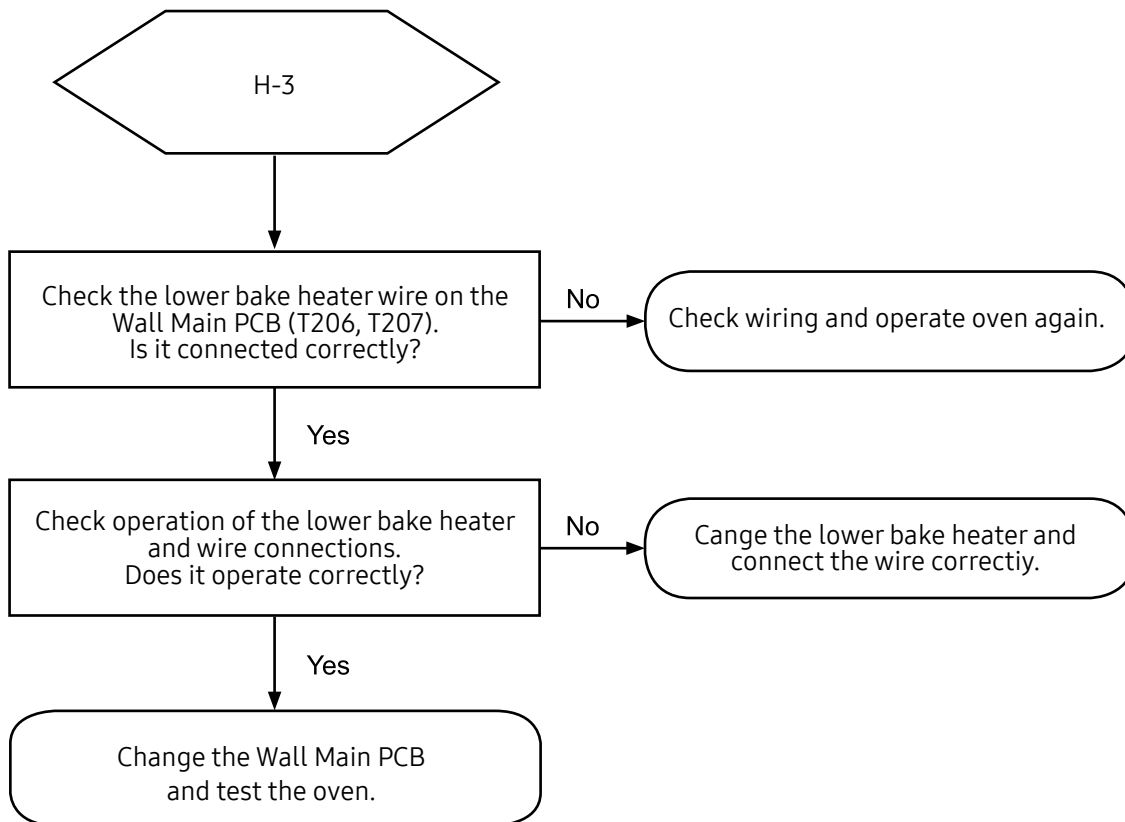 H-3
Check the lower bake heater wire on the
Wall Main PCB (T206, T207).
Is it connected correctly?
No
Check wiring and operate oven again.
Yes
Check operation of the lower bake heater
and wire connections.
Does it operate correctly?
No
Cange the lower bake heater and
connect the wire correctiy.
Yes
Change the Wall Main PCB
and test the oven.